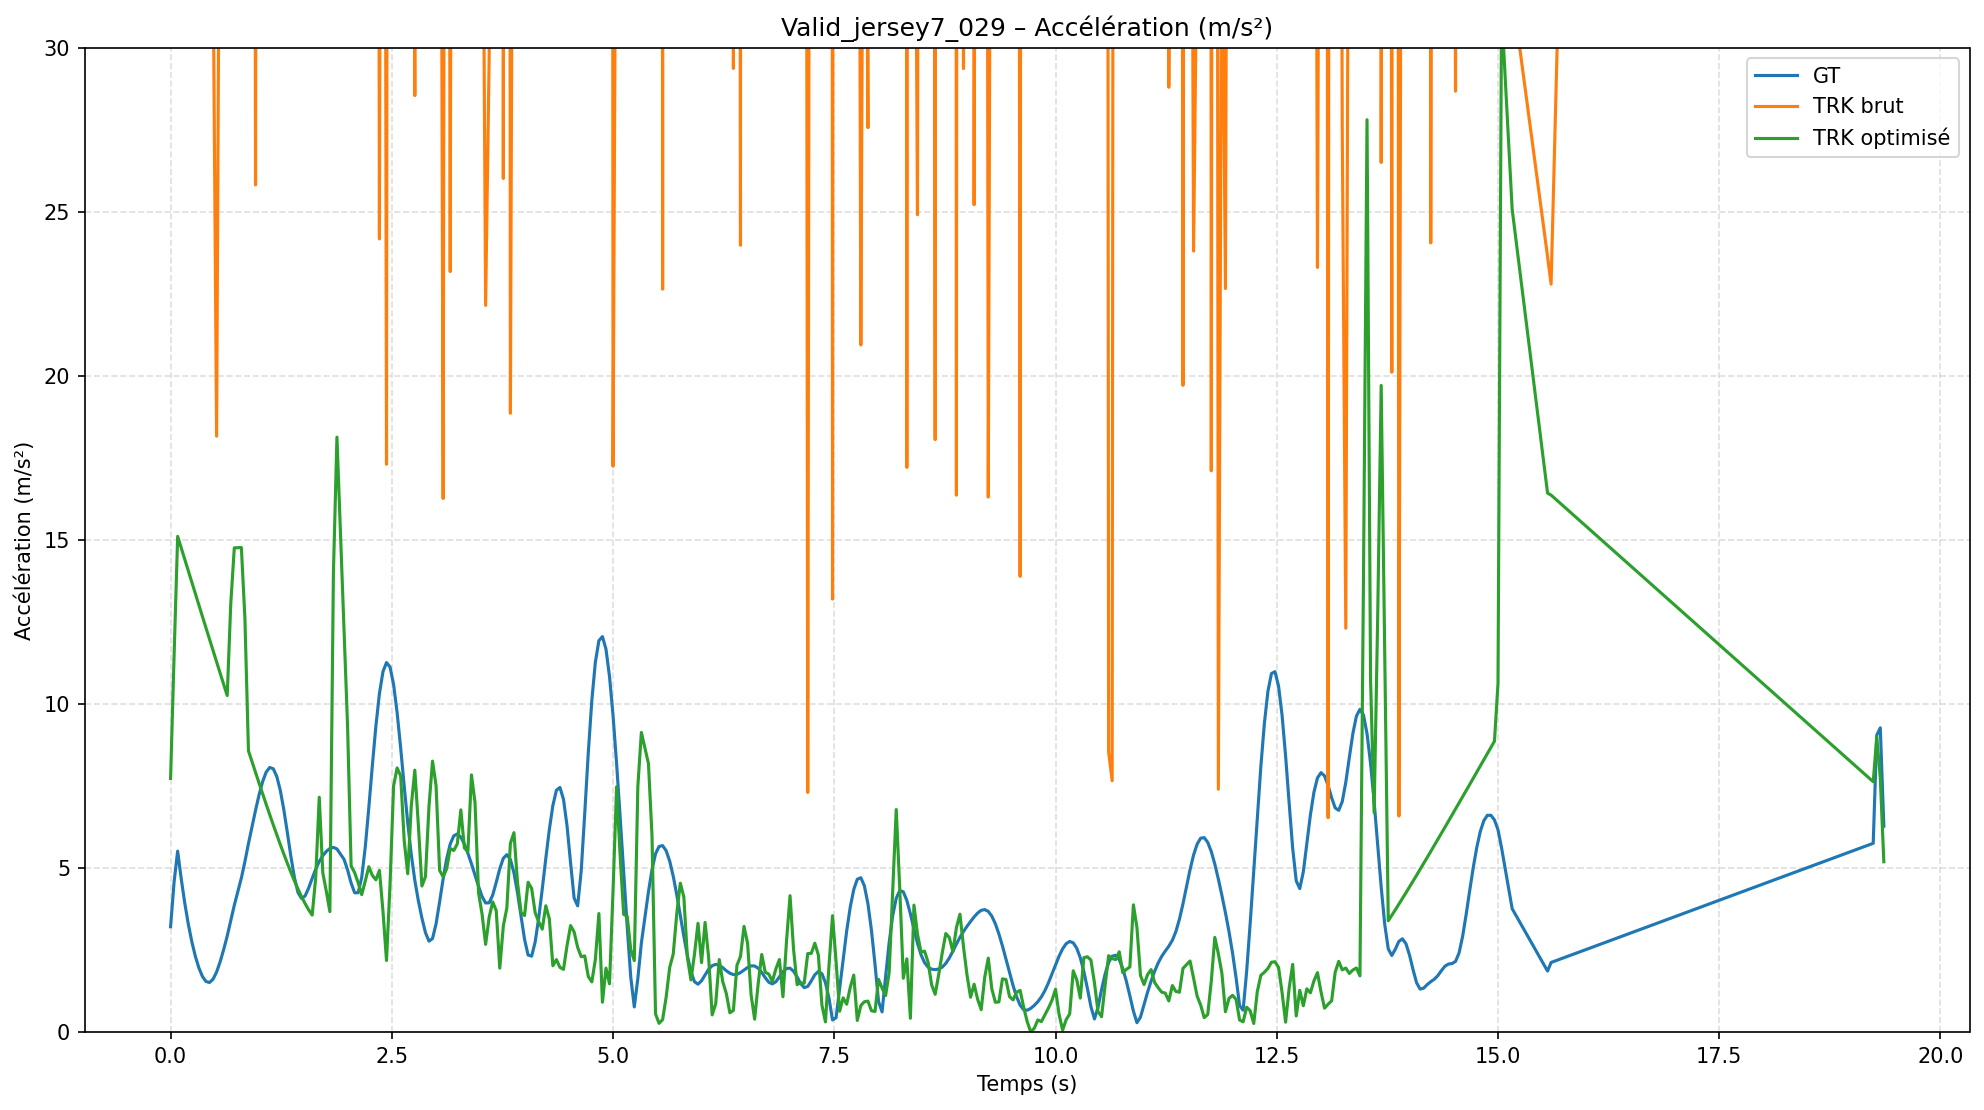 Valid_jersey7_029 – Accélération (m/s²)
GT
TRK brut
TRK optimisé
Accélération (m/s²)
30
25
20
15
10
5
0
0.0 2.5 5.0 7.5 10.0 12.5 15.0 17.5 20.0
Temps (s)